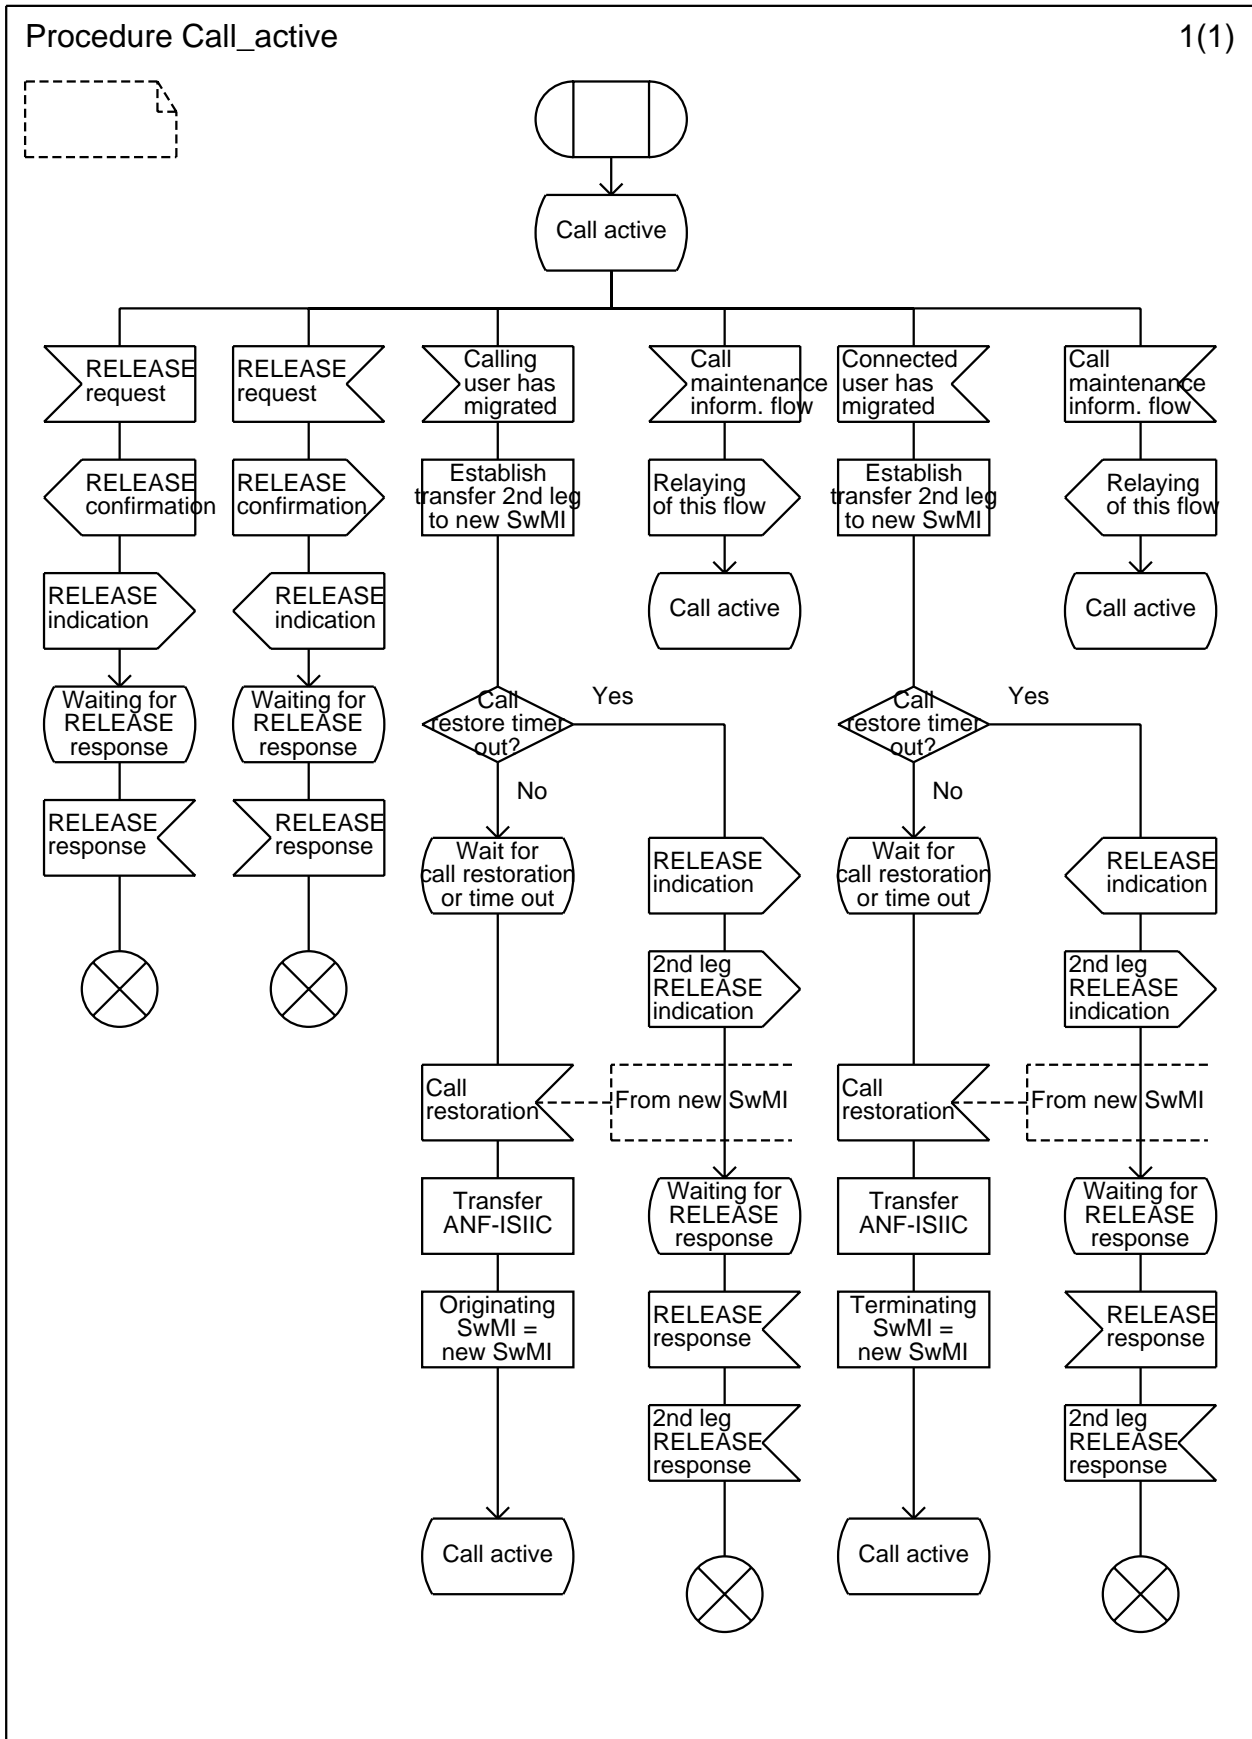 Procedure Call_active
1(1)
Call active
RELEASE
request
RELEASE
request
Calling
user has
migrated
Call
maintenance
inform. flow
Connected
user has
migrated
Call
maintenance
inform. flow
RELEASE
confirmation
RELEASE
confirmation
Establish
transfer 2nd leg
to new SwMI
Relaying
of this flow
Establish
transfer 2nd leg
to new SwMI
Relaying
of this flow
RELEASE
indication
RELEASE
indication
Call active
Call active
Waiting for
RELEASE
response
Waiting for
RELEASE
response
Call
restore timer
out?
Yes
No
Call
restore timer
out?
Yes
No
RELEASE
response
RELEASE
response
Wait for
call restoration
or time out
RELEASE
indication
Wait for
call restoration
or time out
RELEASE
indication
2nd leg
RELEASE
indication
2nd leg
RELEASE
indication
Call
restoration
From new SwMI
Call
restoration
From new SwMI
Transfer
ANF-ISIIC
Waiting for
RELEASE
response
Transfer
ANF-ISIIC
Waiting for
RELEASE
response
Originating
SwMI =
new SwMI
RELEASE
response
Terminating
SwMI =
new SwMI
RELEASE
response
2nd leg
RELEASE
response
2nd leg
RELEASE
response
Call active
Call active